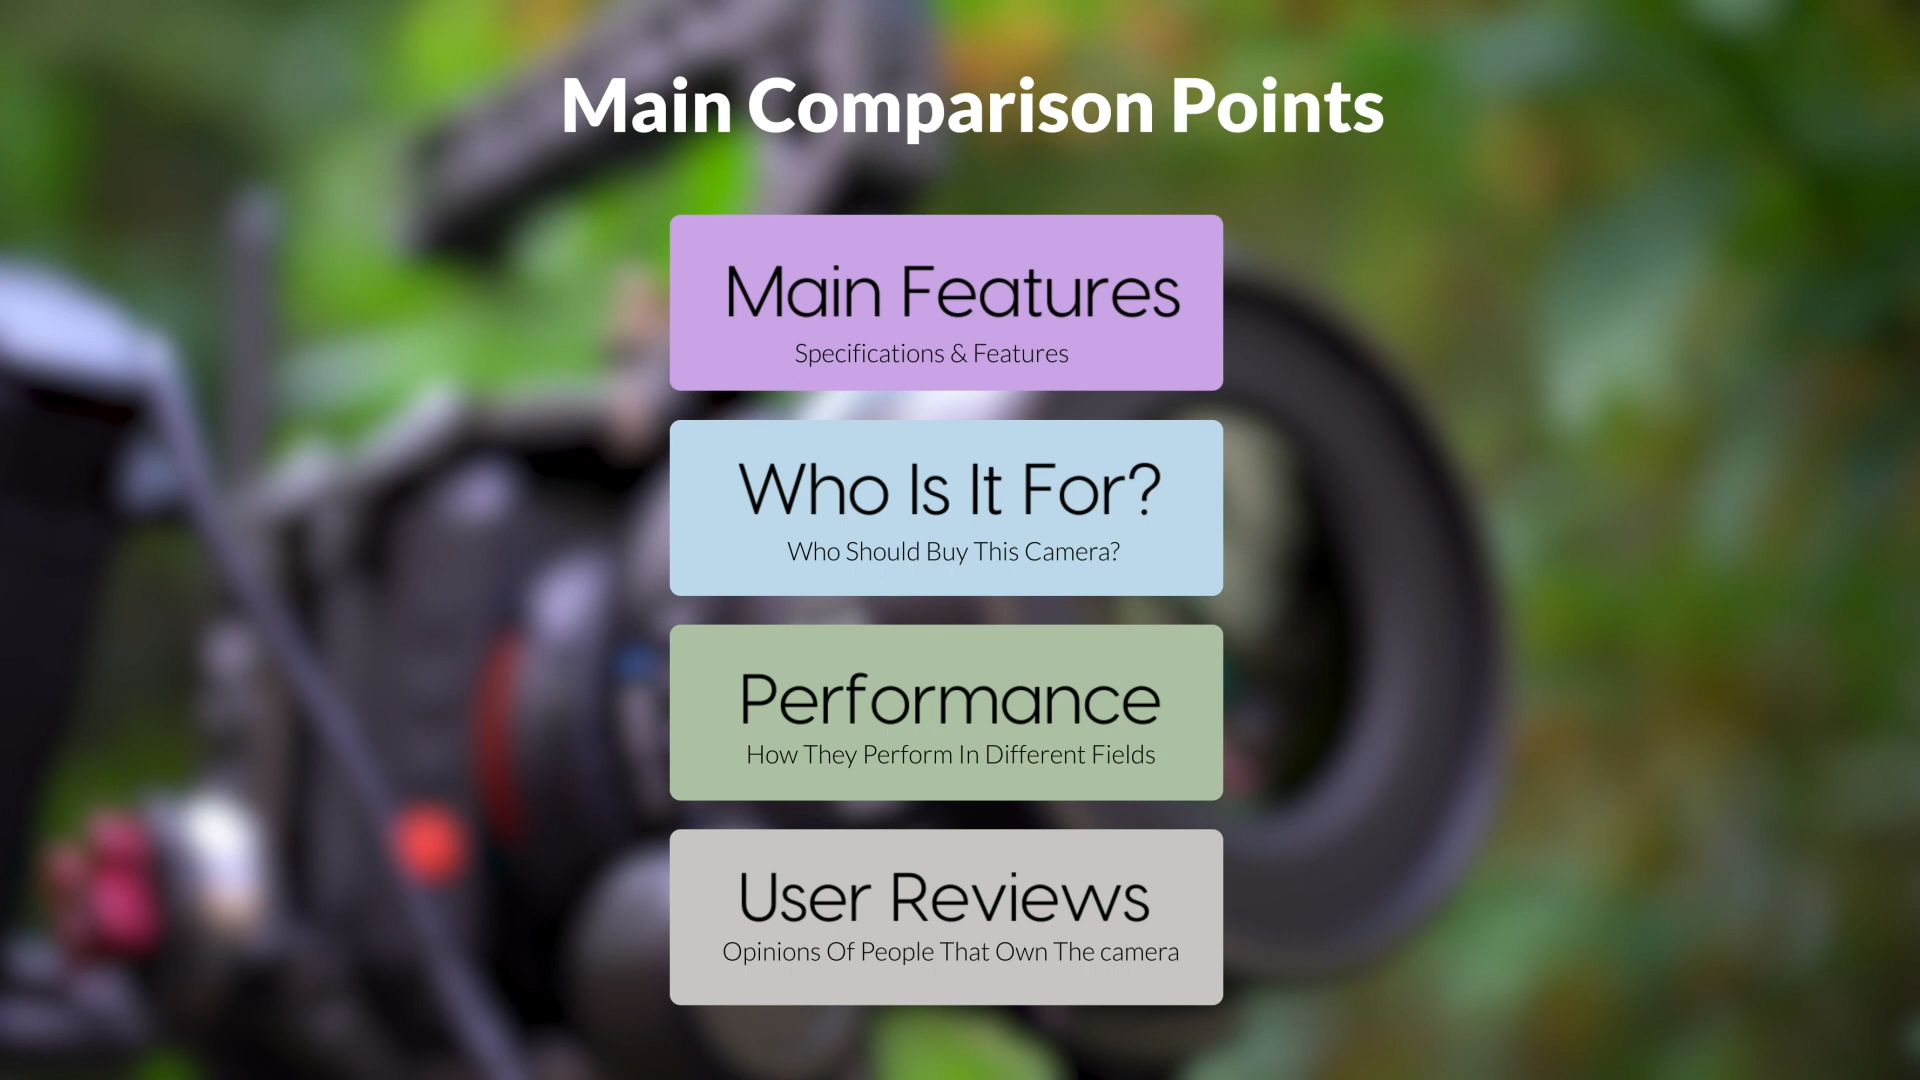 Main Comparison Points
Main Features
Specifications & Features
Who Is It For?
Who Should Buy This Camera?
Performance
How They Perform In Different Fields
User Reviews
Opinions Of People That Own The camera